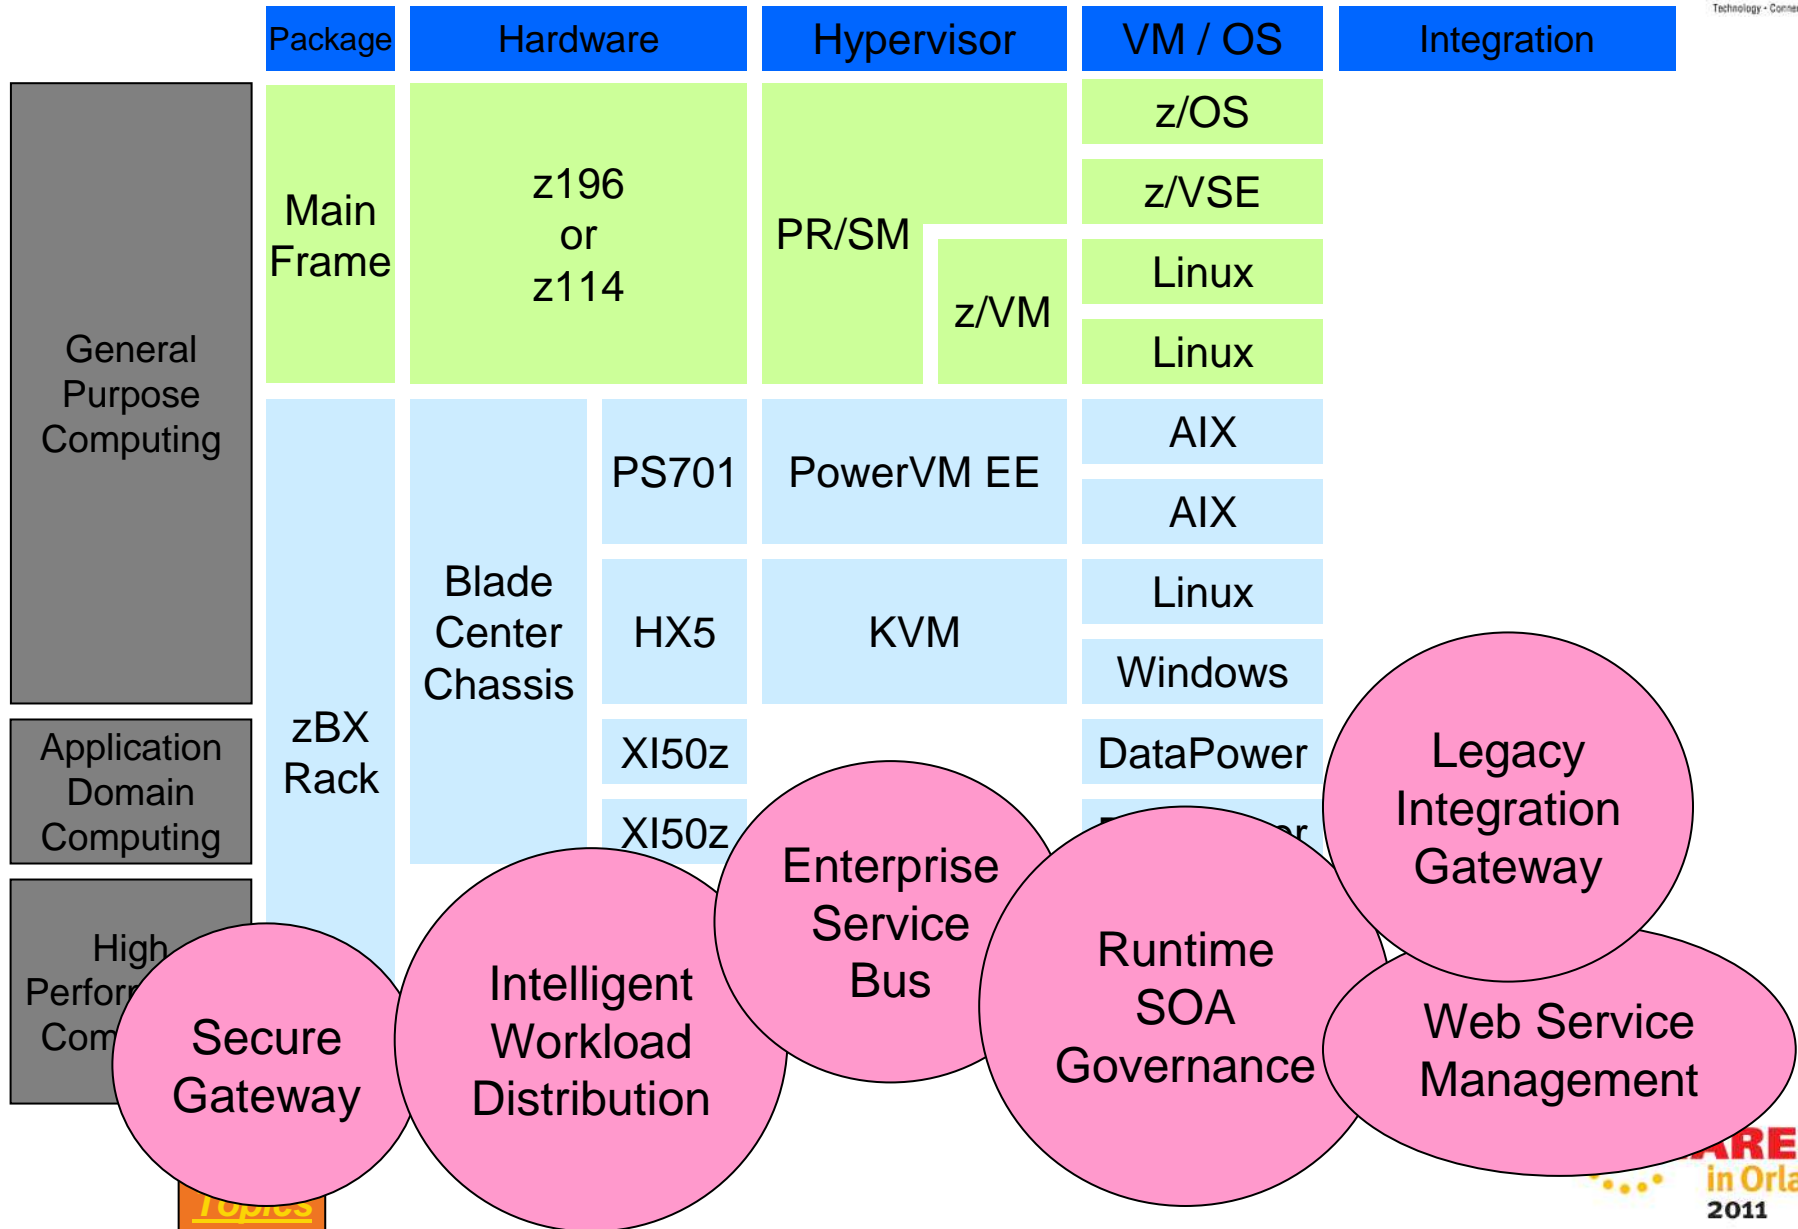 Package
Hardware
Hypervisor
VM / OS
Integration
General
Purpose
Computing
Main
Frame
z196
or
z114
PR/SM
z/VM
z/OS
z/VSE
Linux
Linux
zBX
Rack
Blade
Center
Chassis
PS701
PowerVM EE
AIX
AIX
HX5
KVM
Linux
Windows
Application
Domain
Computing
XI50z
DataPower
XI50z
High
Secure
Gateway
Intelligent
Workload
Distribution
Enterprise
Service
Bus
Runtime
SOA
Governance
Legacy
Integration
Gateway
Web Service
Management
Topics
in
2011
Technology •